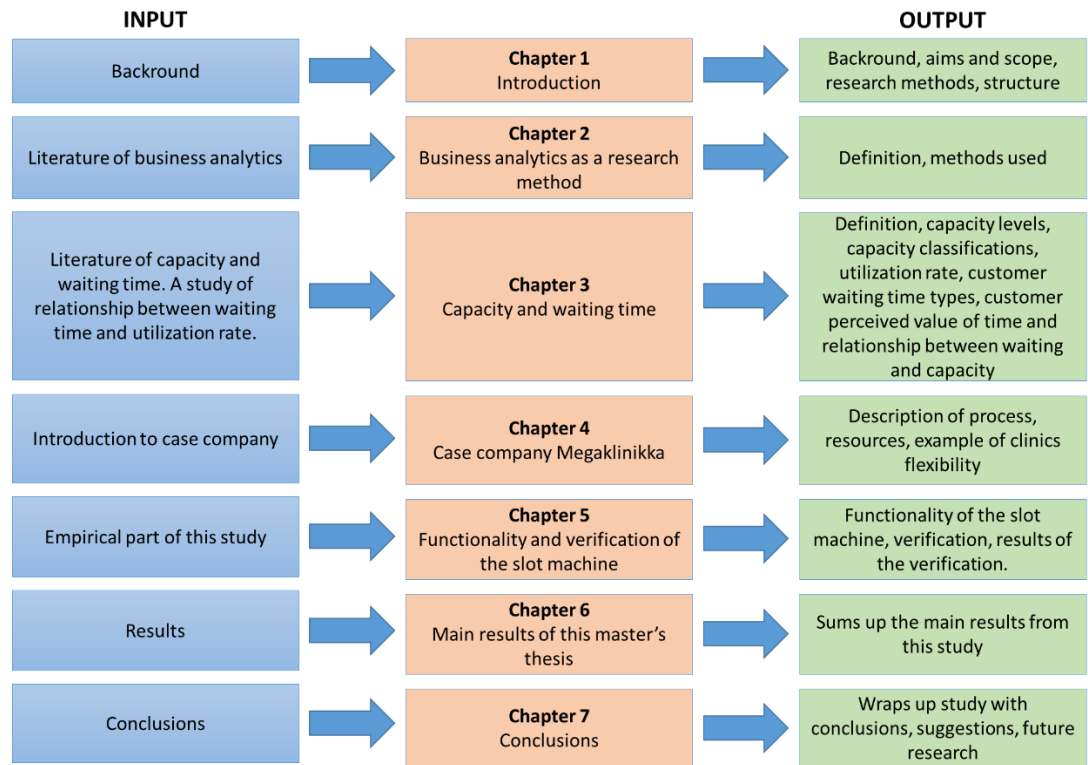 INPUT
OUTPUT
Backround
Chapter 1
Introduction
Backround, aims and scope,
research methods, structure
Literature of business analytics
Chapter 2
Business analytics as a research
method
Definition, methods used
Literature of capacity and
waiting time. A study of
relationship between waiting
time and utilization rate.
Chapter 3
Capacity and waiting time
Definition, capacity levels,
capacity classifications,
utilization rate, customer
waiting time types, customer
perceived value of time and
relationship between waiting
and capacity
Introduction to case company
Chapter 4
Case company Megaklinikka
Description of process,
resources, example of clinics
flexibility
Empirical part of this study
Chapter 5
Functionality and verification of
the slot machine
Functionality of the slot
machine, verification, results of
the verification.
Results
Chapter 6
Main results of this master’s
thesis
Sums up the main results from
this study
Conclusions
Chapter 7
Conclusions
Wraps up study with
conclusions, suggestions, future
research